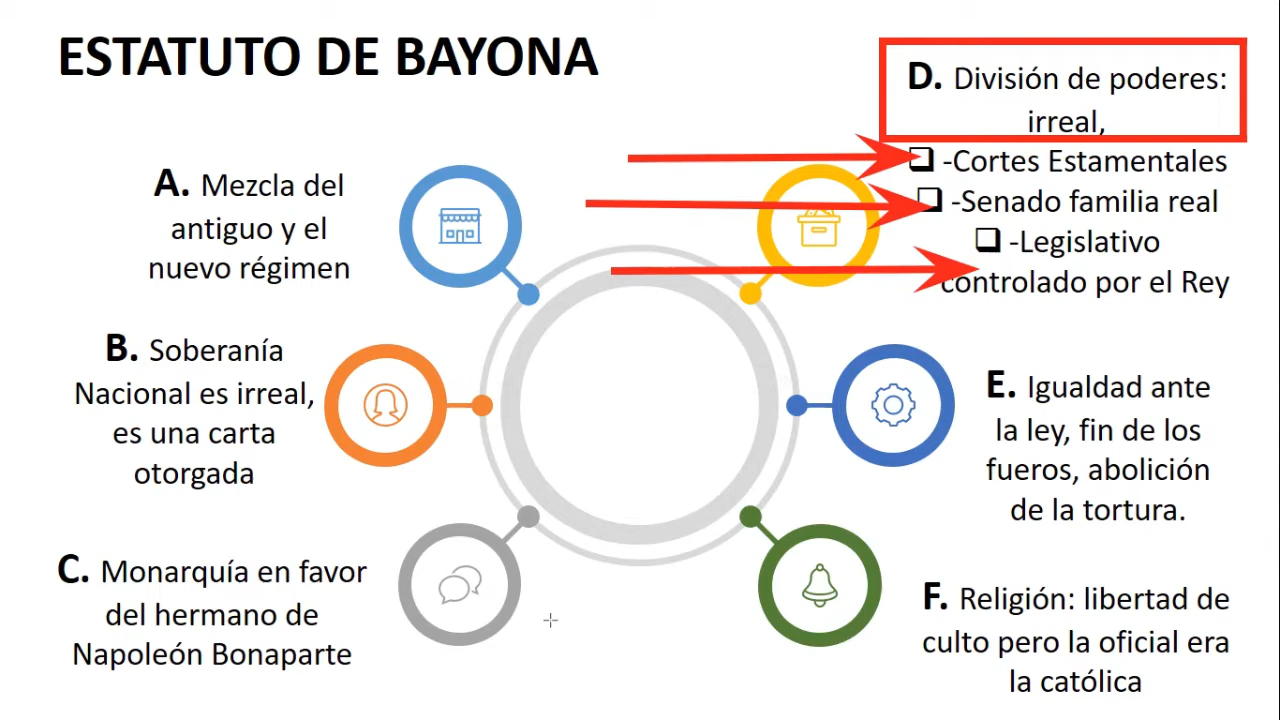 ESTATUTO DE BAYONA
A. Mezcla del
antiguo y el
nuevo régimen
B. Soberanía
Nacional es irreal,
es una carta
otorgada
C. Monarquía en favor
del hermano de
Napoleón Bonaparte
D. División de poderes:
irreal,
❑ -Cortes Estamentales
❑ -Senado familia real
❑ -Legislativo
controlado por el Rey
E. Igualdad ante
la ley, fin de los
fueros, abolición
de la tortura.
F. Religión: libertad de
culto pero la oficial era
la católica